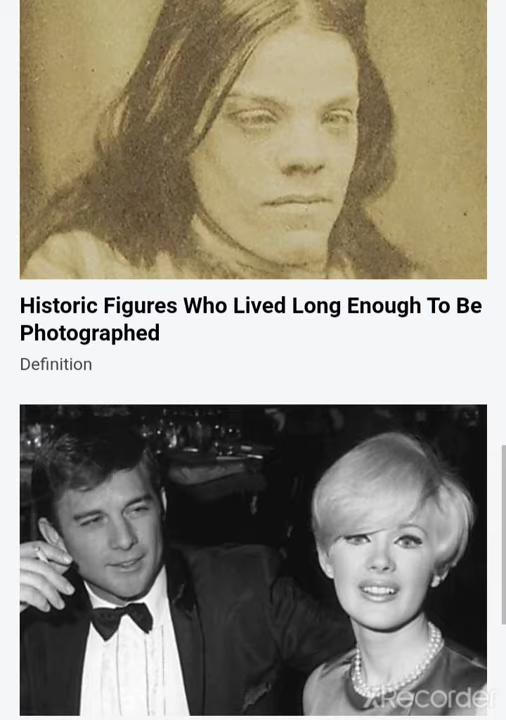 Historic Figures Who Lived Long Enough To Be
Photographed
Definition
XRecorder